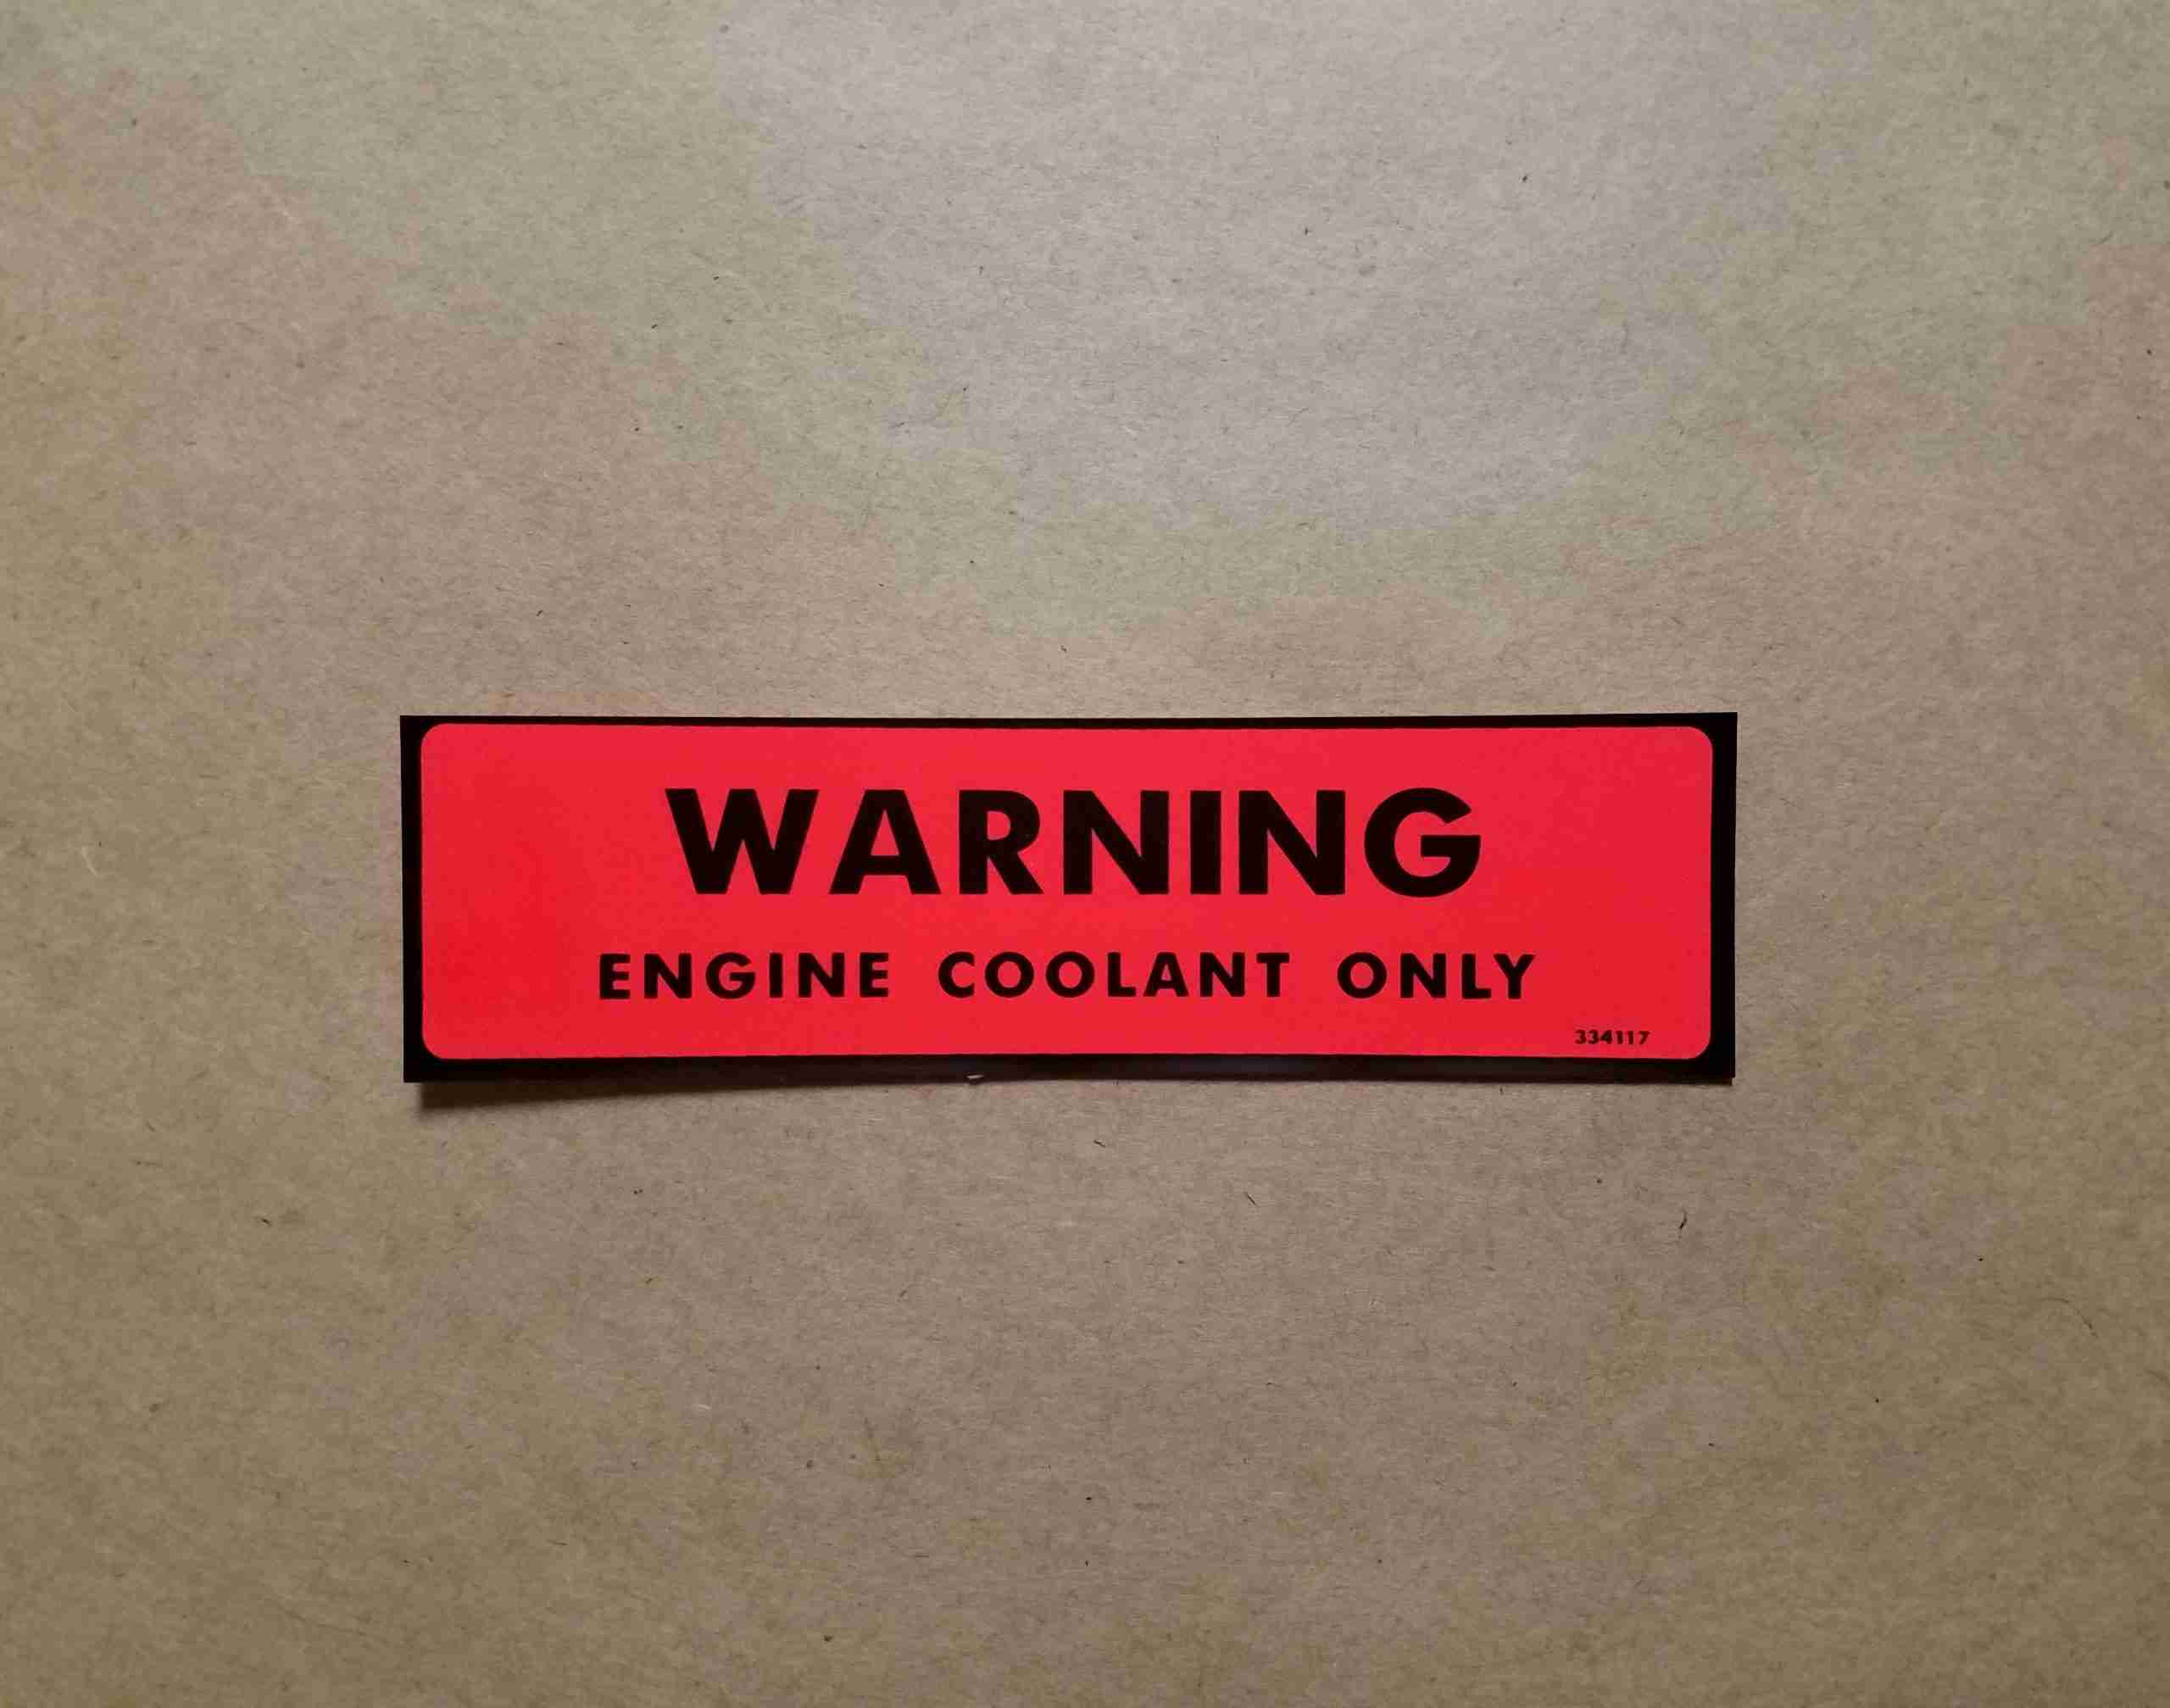 WARNING
ENGINE COOLANT ONLY
334117